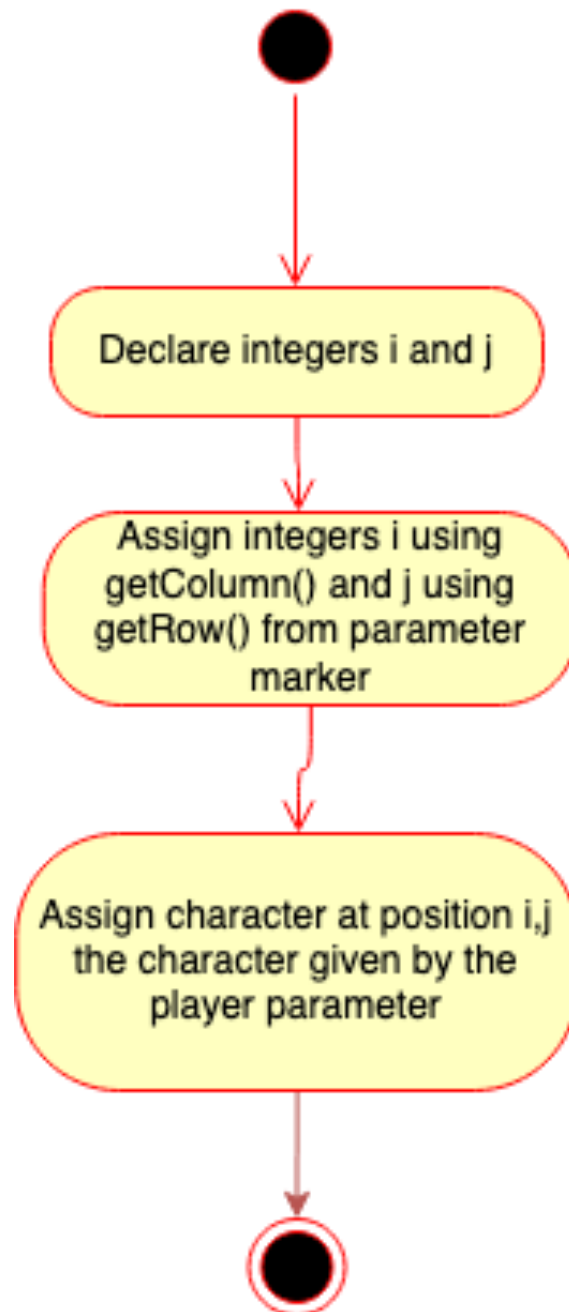 Declare integers i and j
Assign integers i using
getColumn() and j using
getRow() from parameter
marker
Assign character at position i,j
the character given by the
player parameter